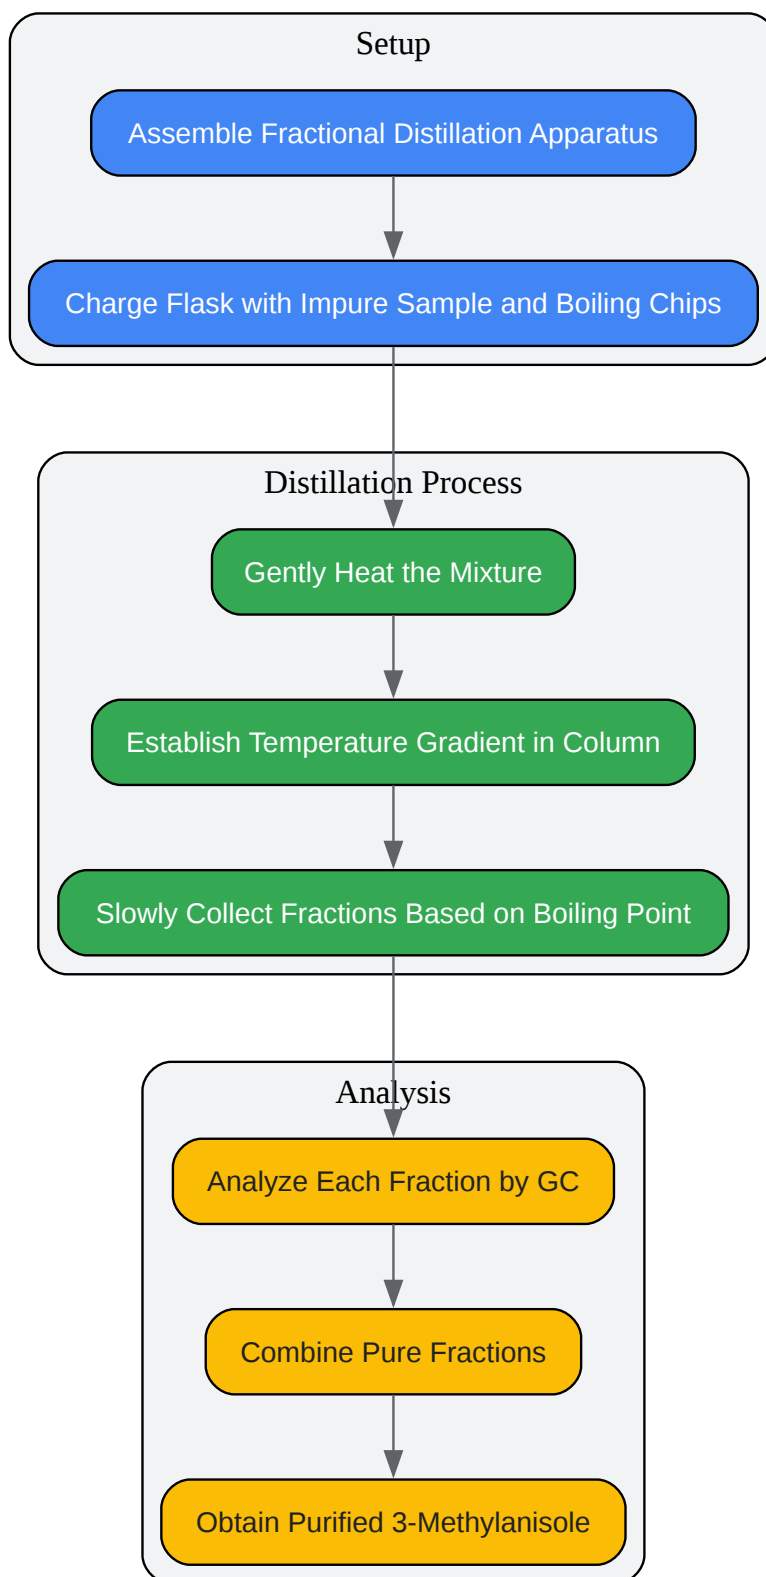 Setup
Assemble Fractional Distillation Apparatus
Charge Flask with Impure Sample and Boiling Chips
Distillation Process
Gently Heat the Mixture
Establish Temperature Gradient in Column
Slowly Collect Fractions Based on Boiling Point
Analysis
Analyze Each Fraction by GC
Combine Pure Fractions
Obtain Purified 3-Methylanisole